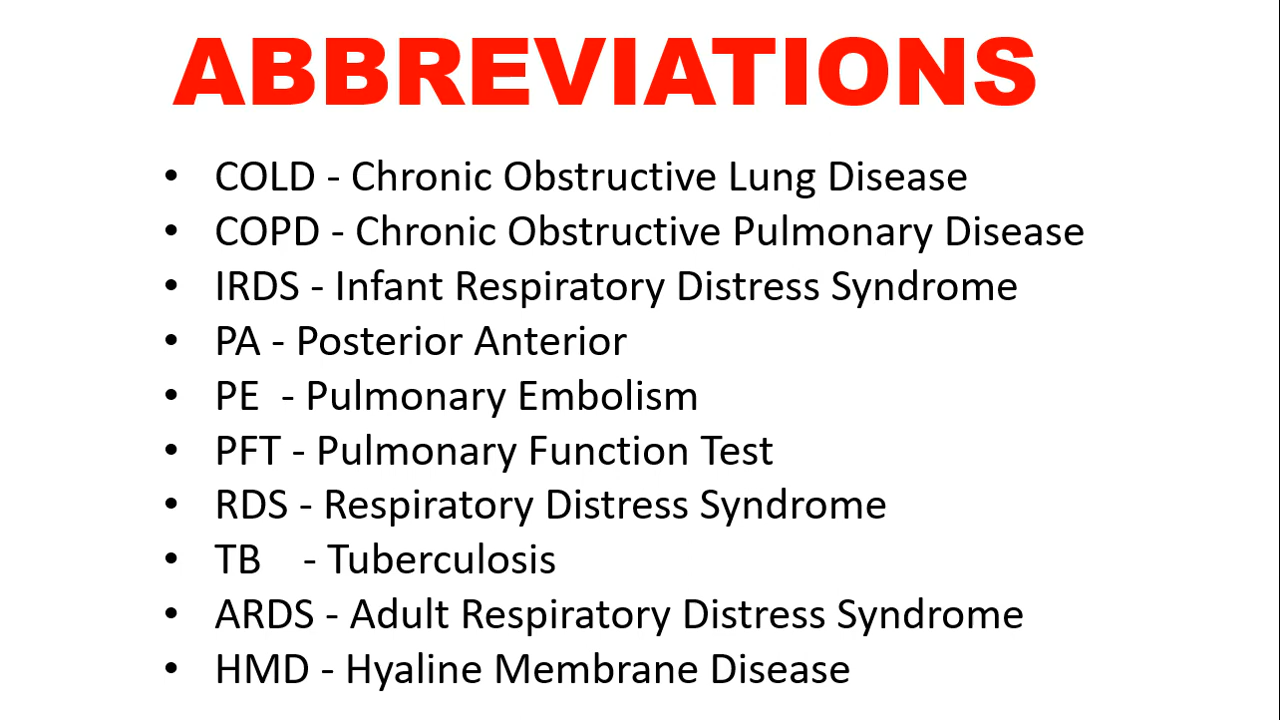 ABBREVIATIONS
• COLD - Chronic Obstructive Lung Disease
• COPD - Chronic Obstructive Pulmonary Disease
• IRDS - Infant Respiratory Distress Syndrome
• PA - Posterior Anterior
• PE  - Pulmonary Embolism
• PFT - Pulmonary Function Test
• RDS - Respiratory Distress Syndrome
• TB    - Tuberculosis
• ARDS - Adult Respiratory Distress Syndrome
• HMD - Hyaline Membrane Disease